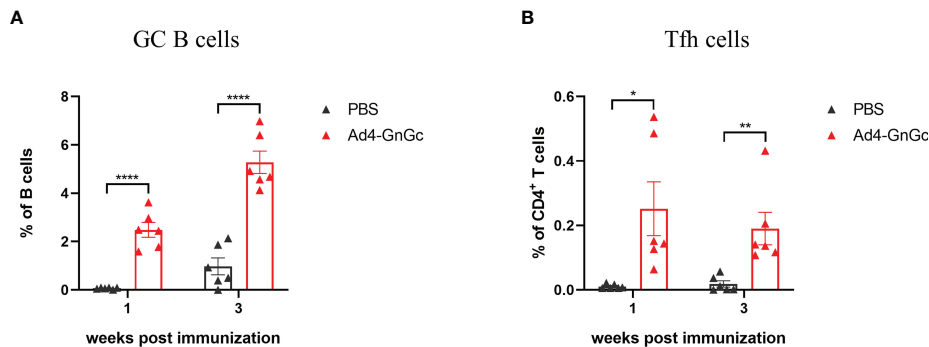 A
GC B cells
8
6
4
2
0
% of B cells
****
****
1
3
weeks post immunization
PBS
Ad4-GnGc
B
Tfh cells
0.6
0.4
0.2
0.0
% of CD4⁺ T cells
*
**
1
3
weeks post immunization
PBS
Ad4-GnGc